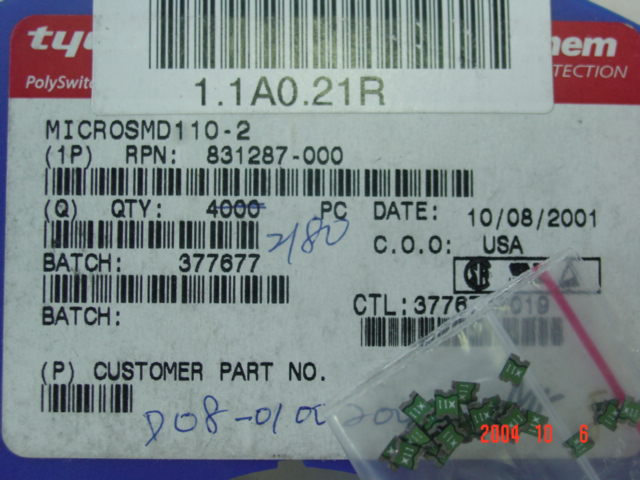 1.1A0.21R
TECTION
MICROSMD110-2
(1P) RPN: 831287-000
(Q) QTY: 4000 PC DATE: 10/08/2001
2180
C.O.O: USA
BATCH: 377677
BATCH:
(P) CUSTOMER PART NO.
2004 10 6